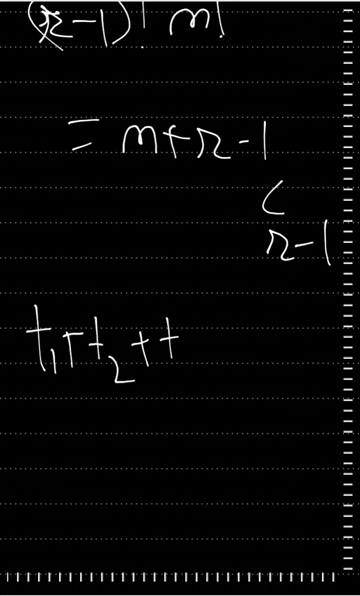 (r-1)! n!
= n+r-1
C
r-1
t₁+t₂+t